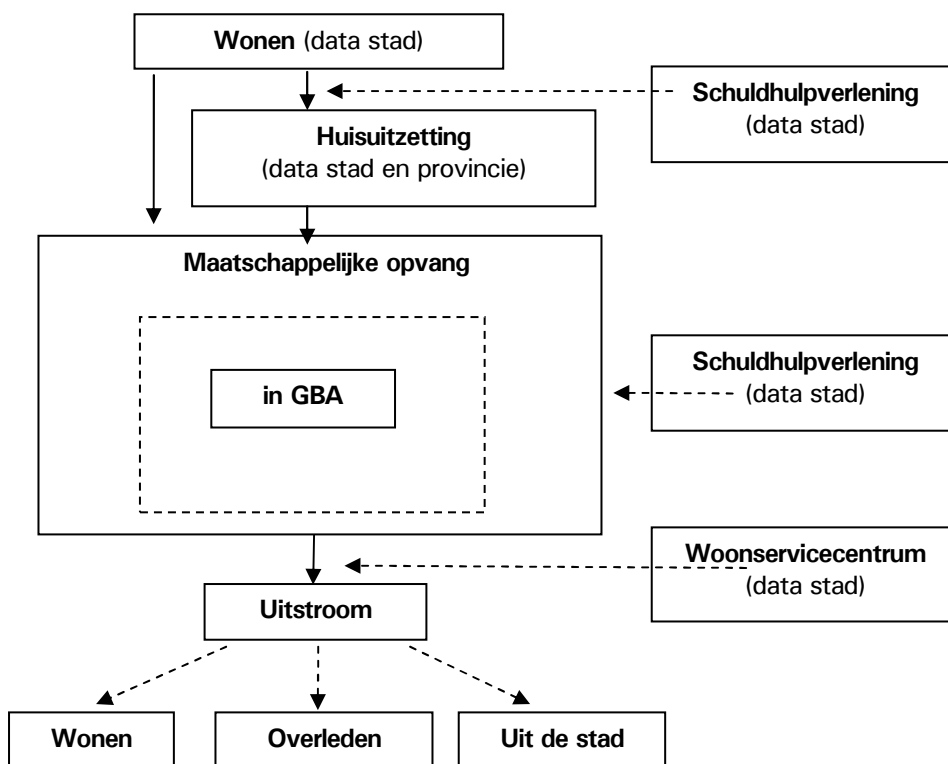 Wonen (data stad)
Schuldhulpverlening
(data stad)
Huisuitzetting
(data stad en provincie)
Maatschappelijke opvang
in GBA
Schuldhulpverlening
(data stad)
Woonservicecentrum
(data stad)
Uitstroom
Wonen
Overleden
Uit de stad